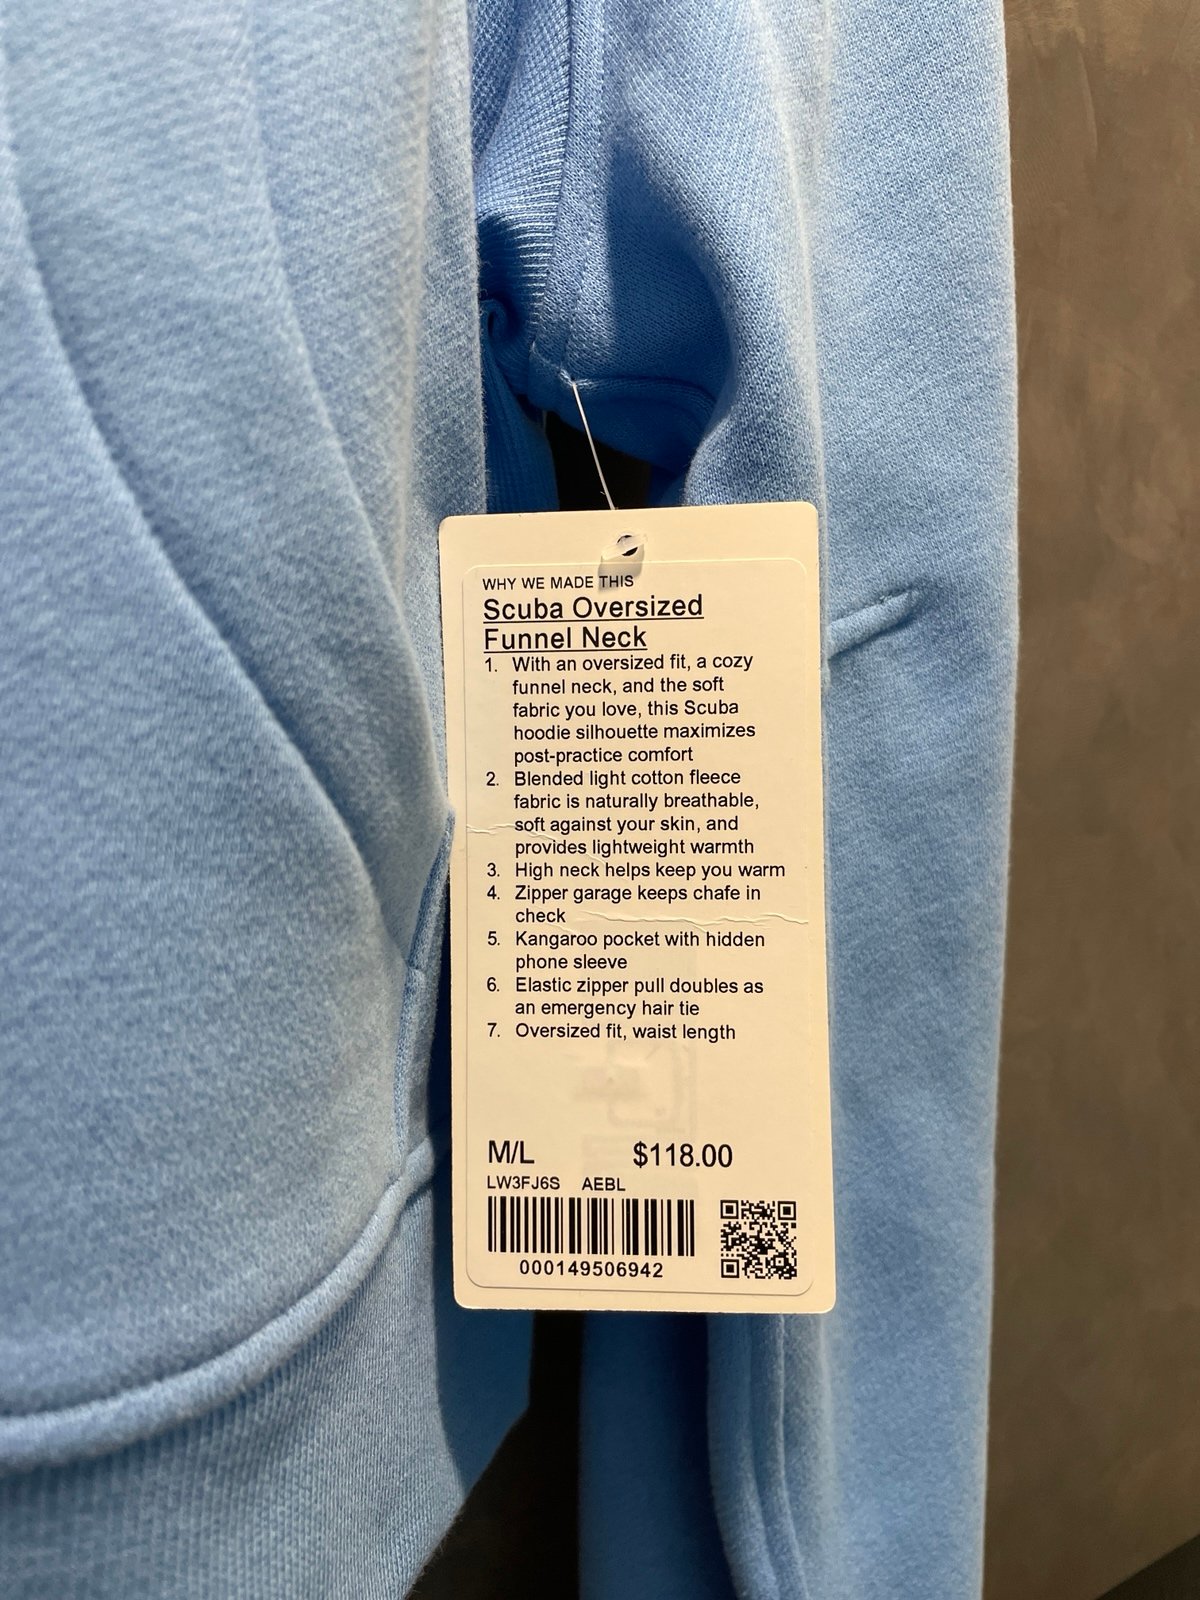 WHY WE MADE THIS
Scuba Oversized
Funnel Neck
1. With an oversized fit, a cozy
funnel neck, and the soft
fabric you love, this Scuba
hoodie silhouette maximizes
post-practice comfort
2. Blended light cotton fleece
fabric is naturally breathable,
soft against your skin, and
provides lightweight warmth
3. High neck helps keep you warm
4. Zipper garage keeps chafe in
check
5. Kangaroo pocket with hidden
phone sleeve
6. Elastic zipper pull doubles as
an emergency hair tie
7. Oversized fit, waist length
M/L $118.00
LW3FJ6S AEBL
000149506942